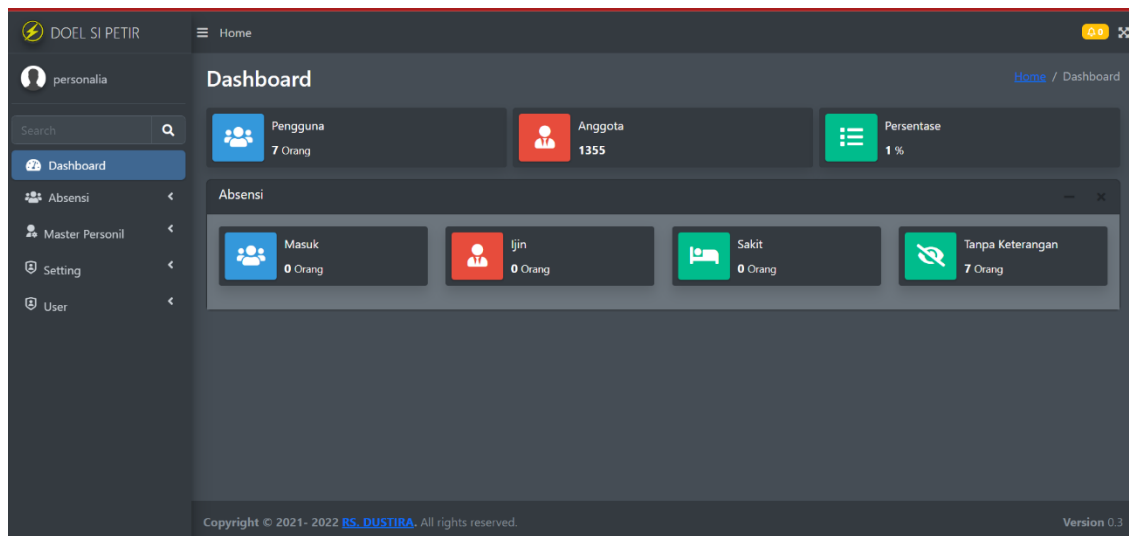 DOEL SI PETIR
Home
0
personalia
Dashboard
Home / Dashboard
Search
Dashboard
Absensi
Master Personil
Setting
User
Pengguna
7 Orang
Anggota
1355
Persentase
1 %
Absensi
Masuk
0 Orang
Ijin
0 Orang
Sakit
0 Orang
Tanpa Keterangan
7 Orang
Copyright © 2021- 2022 RS. DUSTIRA. All rights reserved.
Version 0.3